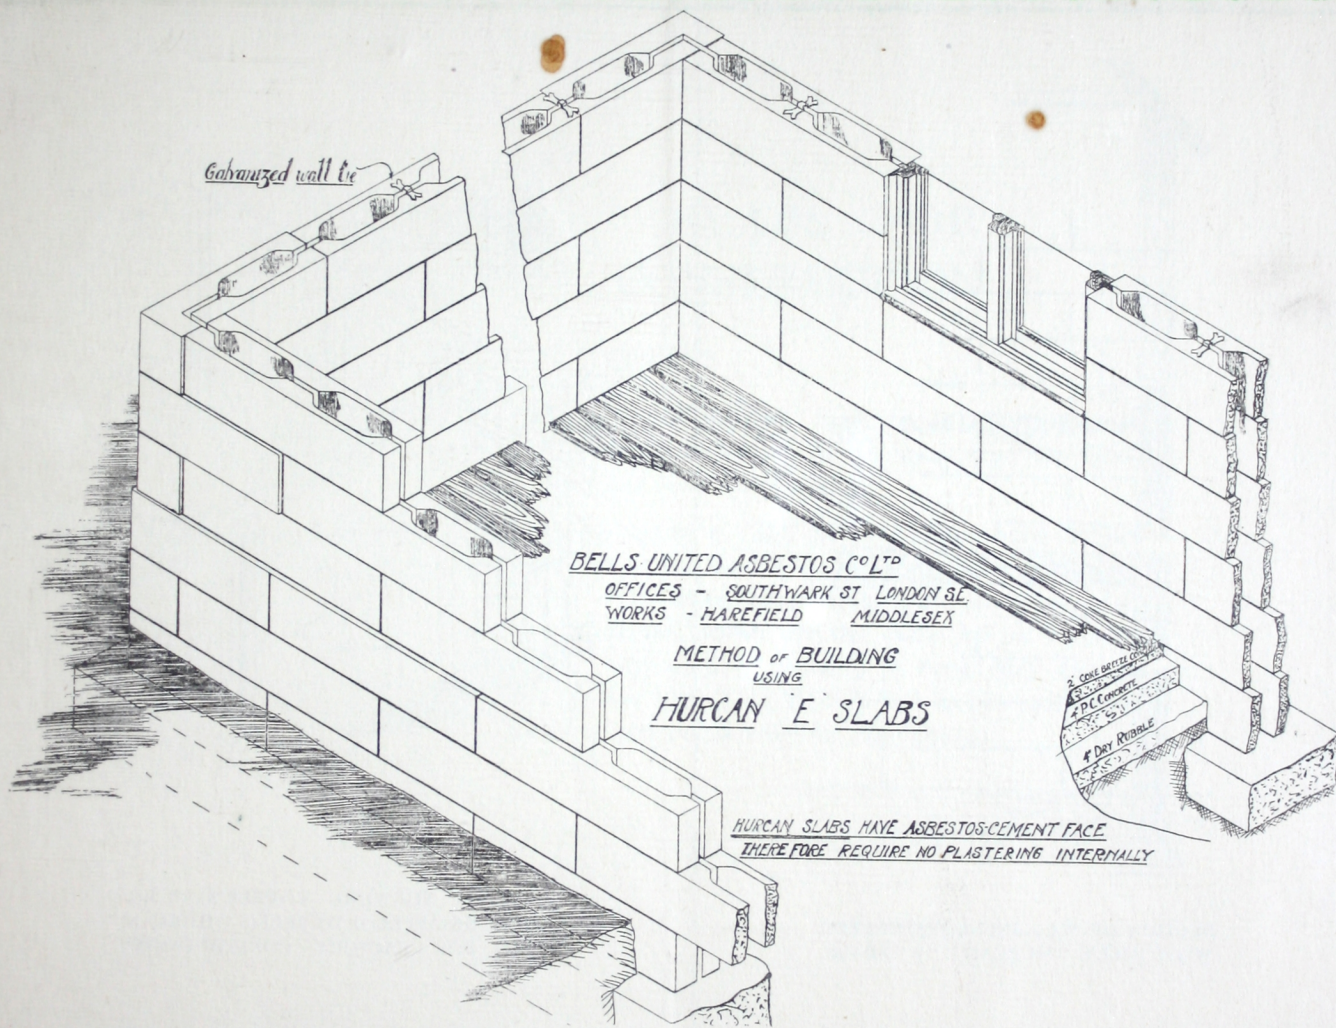 Galvanized wall tie
BELLS UNITED ASBESTOS Cº LTD
OFFICES - SOUTHWARK ST LONDON S.E.
WORKS - HAREFIELD MIDDLESEX
METHOD OF BUILDING
USING
HURCAN 'E' SLABS
2" COKE BREEZE
4" P.C. CONCRETE
4" DRY RUBBLE
HURCAN SLABS HAVE ASBESTOS-CEMENT FACE
THEREFORE REQUIRE NO PLASTERING INTERNALLY